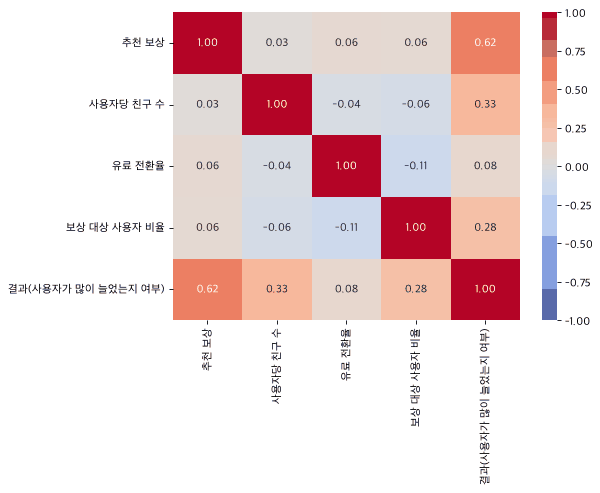 추천 보상 1.00 0.03 0.06 0.06 0.62
사용자당 친구 수 0.03 1.00 -0.04 -0.06 0.33
유료 전환율 0.06 -0.04 1.00 -0.11 0.08
보상 대상 사용자 비율 0.06 -0.06 -0.11 1.00 0.28
결과(사용자가 많이 늘었는지 여부) 0.62 0.33 0.08 0.28 1.00
추천 보상
사용자당 친구 수
유료 전환율
보상 대상 사용자 비율
결과(사용자가 많이 늘었는지 여부)
1.00
0.75
0.50
0.25
0.00
-0.25
-0.50
-0.75
-1.00